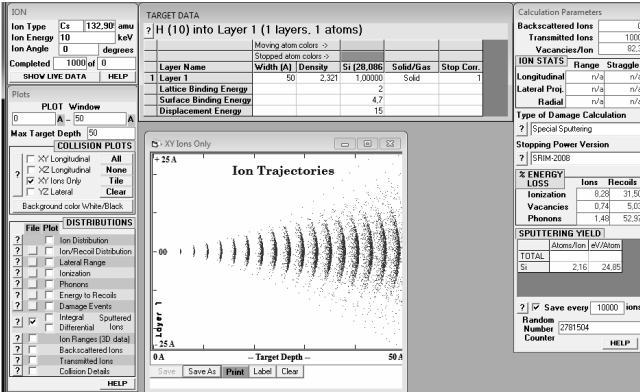 ION
Ion Type Cs 132,90 amu
Ion Energy 10 keV
Ion Angle 0 degrees
Completed 1000 of 0
SHOW LIVE DATA HELP
Plots
PLOT Window
0 A - 50 A
Max Target Depth 50
COLLISION PLOTS
XY Longitudinal All
XZ Longitudinal None
? XY Ions Only Tile
YZ Lateral Clear
Background color White/Black
DISTRIBUTIONS
File Plot
? Ion Distribution
? Ion/Recoil Distribution
? Lateral Range
? Ionization
? Phonons
? Energy to Recoils
? Damage Events
? Integral Sputtered
Differential Ions
? Ion Ranges (3D data)
? Backscattered Ions
? Transmitted Ions
? Collision Details
HELP
TARGET DATA
? H (10) into Layer 1 (1 layers, 1 atoms)
Moving atom colors ->
Stopped atom colors ->
Layer Name Width (A) Density Si (28,086 Solid/Gas Stop Corr.
1 Layer 1 50 2,321 1,00000 Solid 1
Lattice Binding Energy 2
Surface Binding Energy 4,7
Displacement Energy 15
XY Ions Only
+ 25 A
Ion Trajectories
00
Layer 1
- 25 A
0 A -- Target Depth -- 50 A
Save Save As Print Label Clear
Calculation Parameters
Backscattered Ions 0
Transmitted Ions 1000
Vacancies/Ion 82,
ION STATS Range Straggle
Longitudinal n/a n/a
Lateral Proj. n/a n/a
Radial n/a n/a
Type of Damage Calculation
? Special Sputtering
Stopping Power Version
? SRIM-2008
% ENERGY LOSS Ions Recoils
Ionization 8,28 31,50
Vacancies 0,74 5,03
Phonons 1,48 52,97
SPUTTERING YIELD
Atoms/Ion eV/Atom
TOTAL
Si 2,16 24,85
? Save every 10000 ions
Random
Number 2781504
Counter
HELP